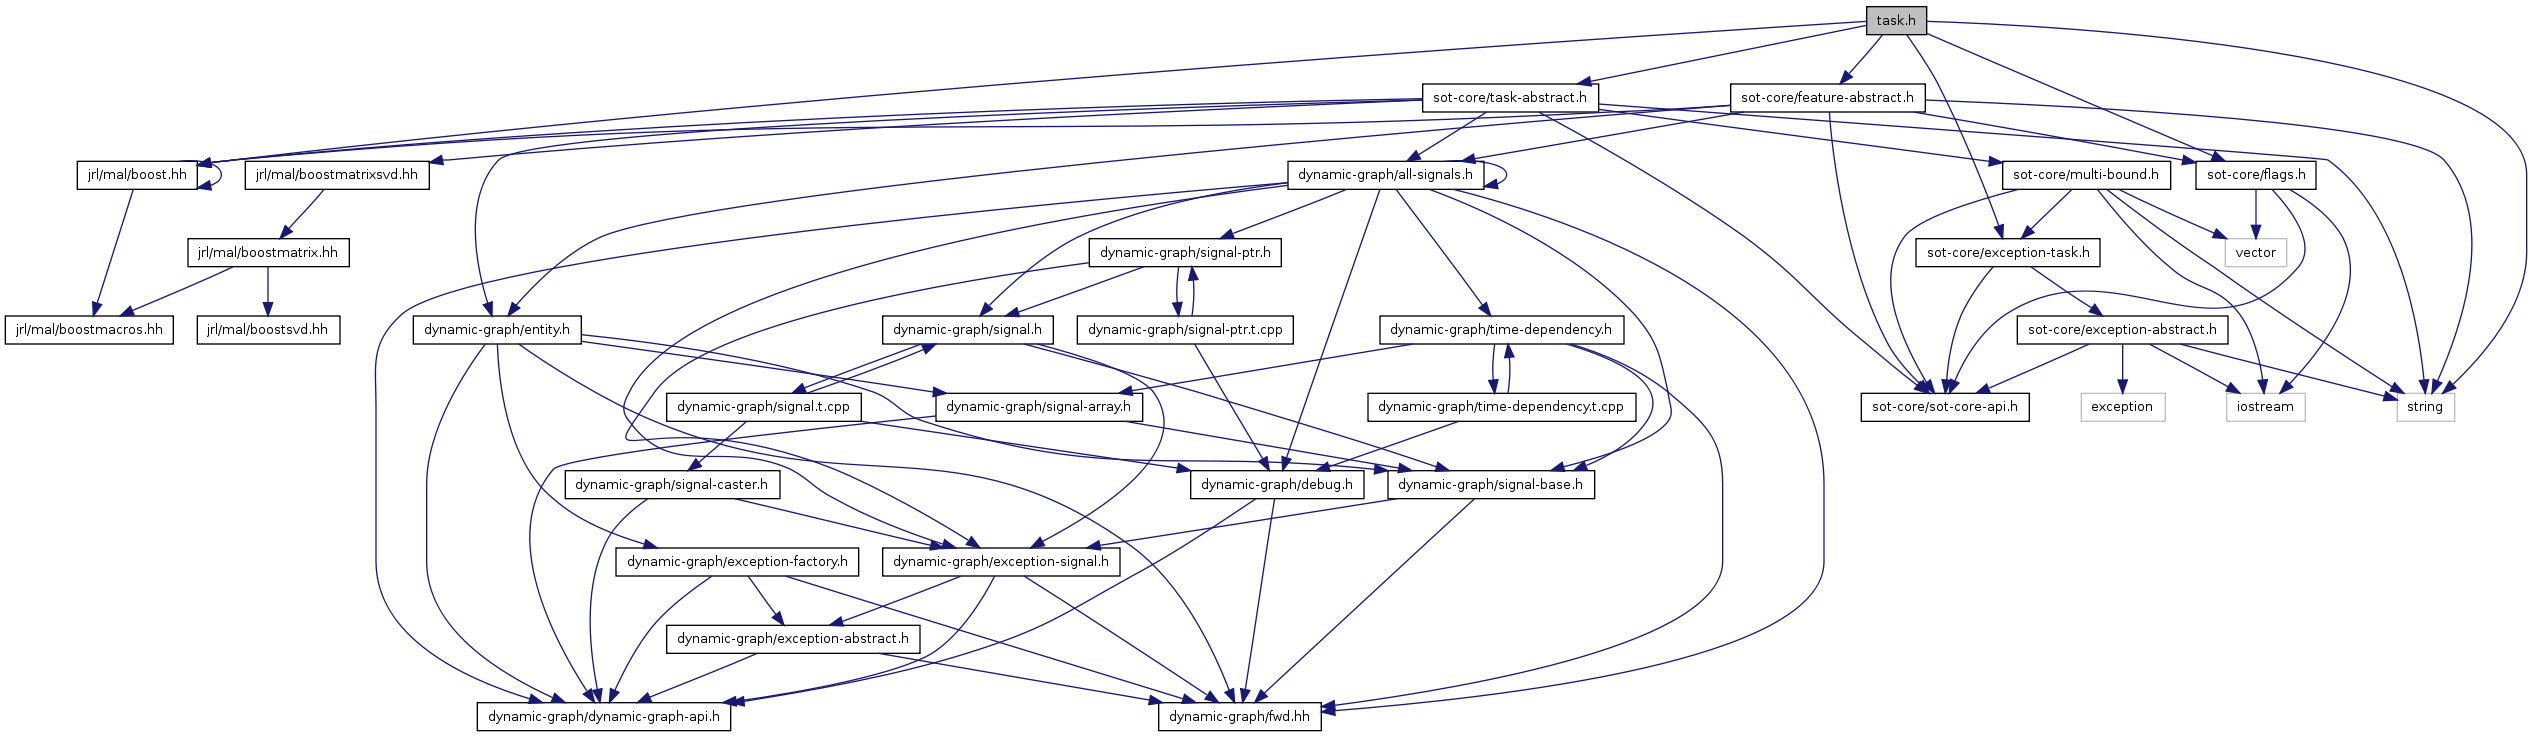 task.h
sot-core/task-abstract.h
sot-core/feature-abstract.h
jrl/mal/boost.hh
jrl/mal/boostmatrixsvd.hh
dynamic-graph/all-signals.h
sot-core/multi-bound.h
sot-core/flags.h
jrl/mal/boostmatrix.hh
dynamic-graph/signal-ptr.h
sot-core/exception-task.h
vector
jrl/mal/boostmacros.hh
jrl/mal/boostsvd.hh
dynamic-graph/entity.h
dynamic-graph/signal.h
dynamic-graph/signal-ptr.t.cpp
dynamic-graph/time-dependency.h
sot-core/exception-abstract.h
dynamic-graph/signal.t.cpp
dynamic-graph/signal-array.h
dynamic-graph/time-dependency.t.cpp
sot-core/sot-core-api.h
exception
iostream
string
dynamic-graph/signal-caster.h
dynamic-graph/debug.h
dynamic-graph/signal-base.h
dynamic-graph/exception-factory.h
dynamic-graph/exception-signal.h
dynamic-graph/exception-abstract.h
dynamic-graph/dynamic-graph-api.h
dynamic-graph/fwd.hh